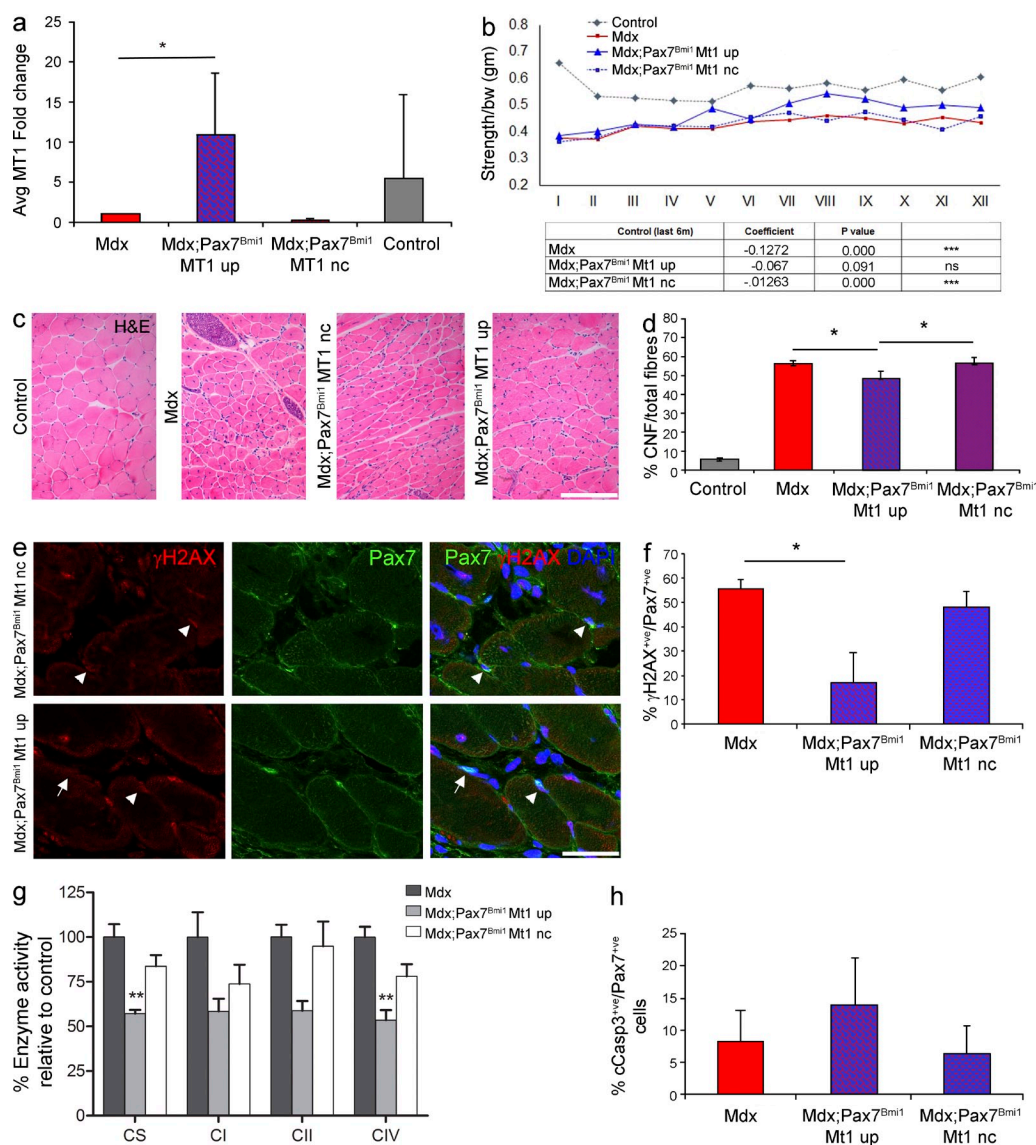 a
Avg MT1 Fold change
25
20
15
10
5
0
*
Mdx
Mdx;Pax7Bmi1
MT1 up
Mdx;Pax7Bmi1
MT1 nc
Control
b
Strength/bw (gm)
0.8
0.7
0.6
0.5
0.4
0.3
0.2
Control
Mdx
Mdx;Pax7Bmi1 Mt1 up
Mdx;Pax7Bmi1 Mt1 nc
I II III IV V VI VII VIII IX X XI XII
Control (last 6m) Coefficient P value
Mdx -0.1272 0.000 ***
Mdx;Pax7Bmi1 Mt1 up -0.067 0.091 ns
Mdx;Pax7Bmi1 Mt1 nc -.01263 0.000 ***
c
H&E
Control
Mdx
Mdx;Pax7Bmi1 MT1 nc
Mdx;Pax7Bmi1 MT1 up
d
% CNF/total fibres
70
60
50
40
30
20
10
0
* *
Control
Mdx
Mdx;Pax7Bmi1
Mt1 up
Mdx;Pax7Bmi1
Mt1 nc
e
Mdx;Pax7Bmi1 Mt1 nc
Mdx;Pax7Bmi1 Mt1 up
γH2AX
Pax7
Pax7 γH2AX DAPI
f
% γH2AX+ve/Pax7+ve
70
60
50
40
30
20
10
0
*
Mdx
Mdx;Pax7Bmi1
Mt1 up
Mdx;Pax7Bmi1
Mt1 nc
g
% Enzyme activity
relative to control
125
100
75
50
25
0
Mdx
Mdx;Pax7Bmi1 Mt1 up
Mdx;Pax7Bmi1 Mt1 nc
** **
CS CI CII CIV
h
% cCasp3+ve/Pax7+ve
cells
25
20
15
10
5
0
Mdx
Mdx;Pax7Bmi1
Mt1 up
Mdx;Pax7Bmi1
Mt1 nc